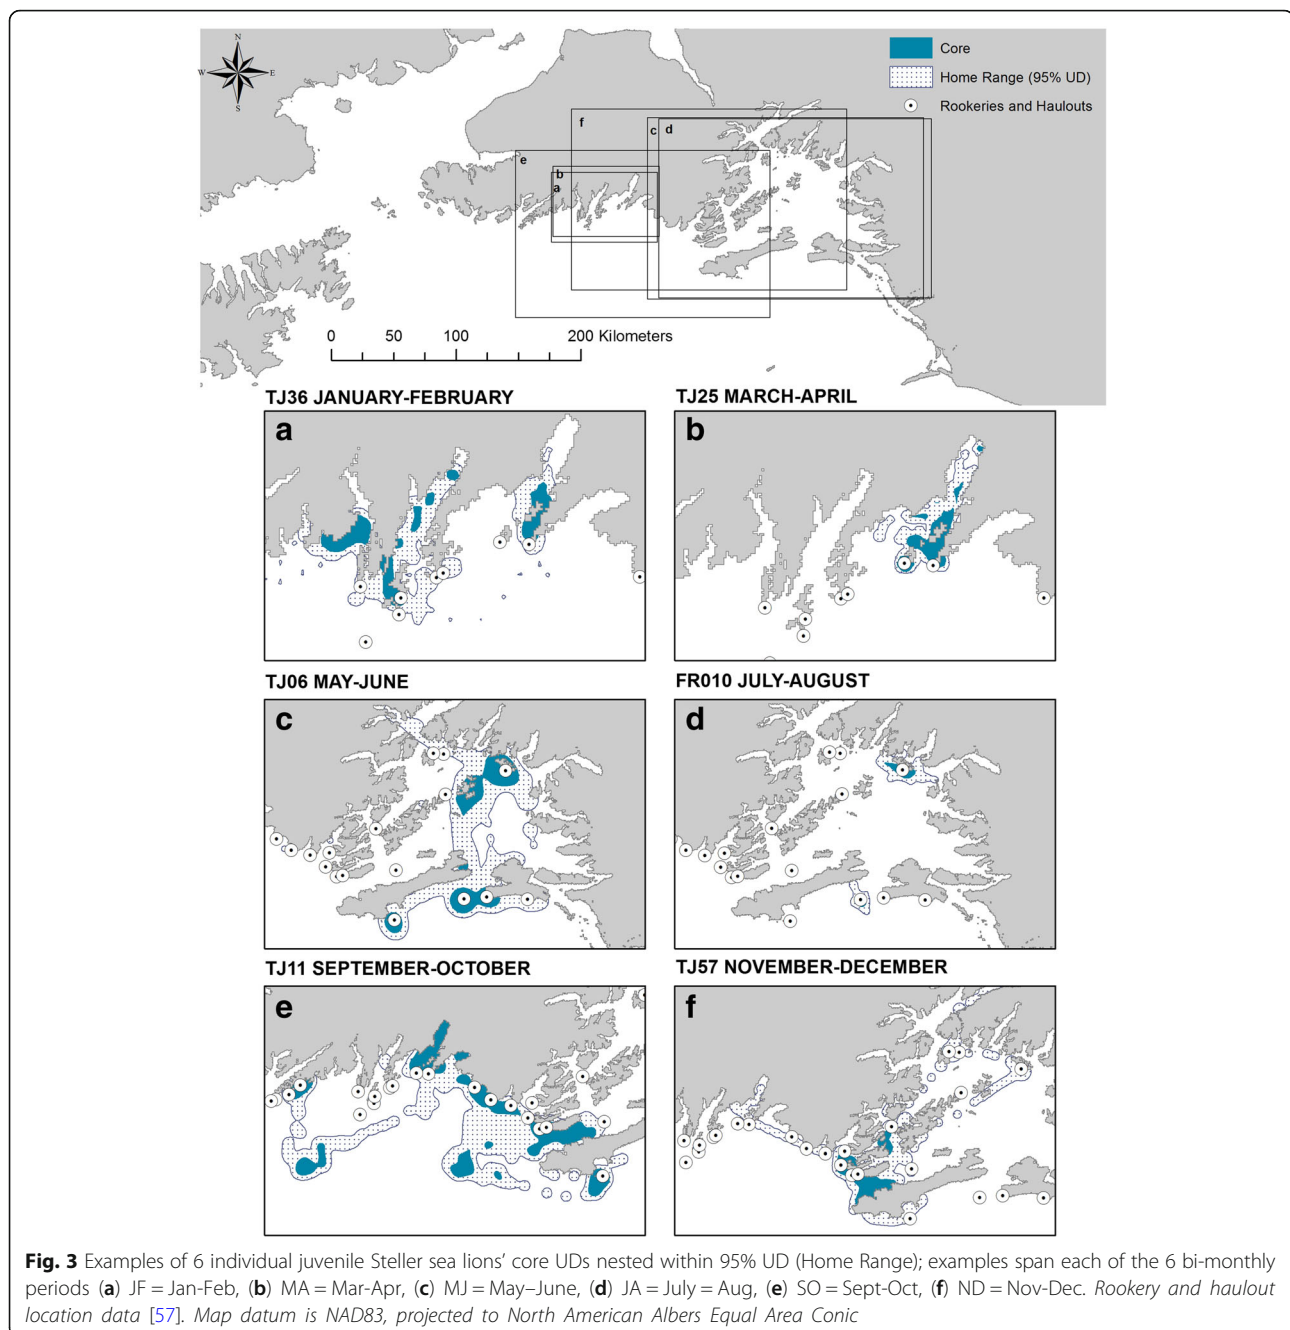 N
W E
S
Core
Home Range (95% UD)
Rookeries and Haulouts
f
c d
e
b
a
0 50 100 200 Kilometers
TJ36 JANUARY-FEBRUARY
TJ25 MARCH-APRIL
a
b
TJ06 MAY-JUNE
FR010 JULY-AUGUST
c
d
TJ11 SEPTEMBER-OCTOBER
TJ57 NOVEMBER-DECEMBER
e
f
Fig. 3 Examples of 6 individual juvenile Steller sea lions' core UDs nested within 95% UD (Home Range); examples span each of the 6 bi-monthly
periods (a) JF = Jan-Feb, (b) MA = Mar-Apr, (c) MJ = May–June, (d) JA = July = Aug, (e) SO = Sept-Oct, (f) ND = Nov-Dec. Rookery and haulout
location data [57]. Map datum is NAD83, projected to North American Albers Equal Area Conic